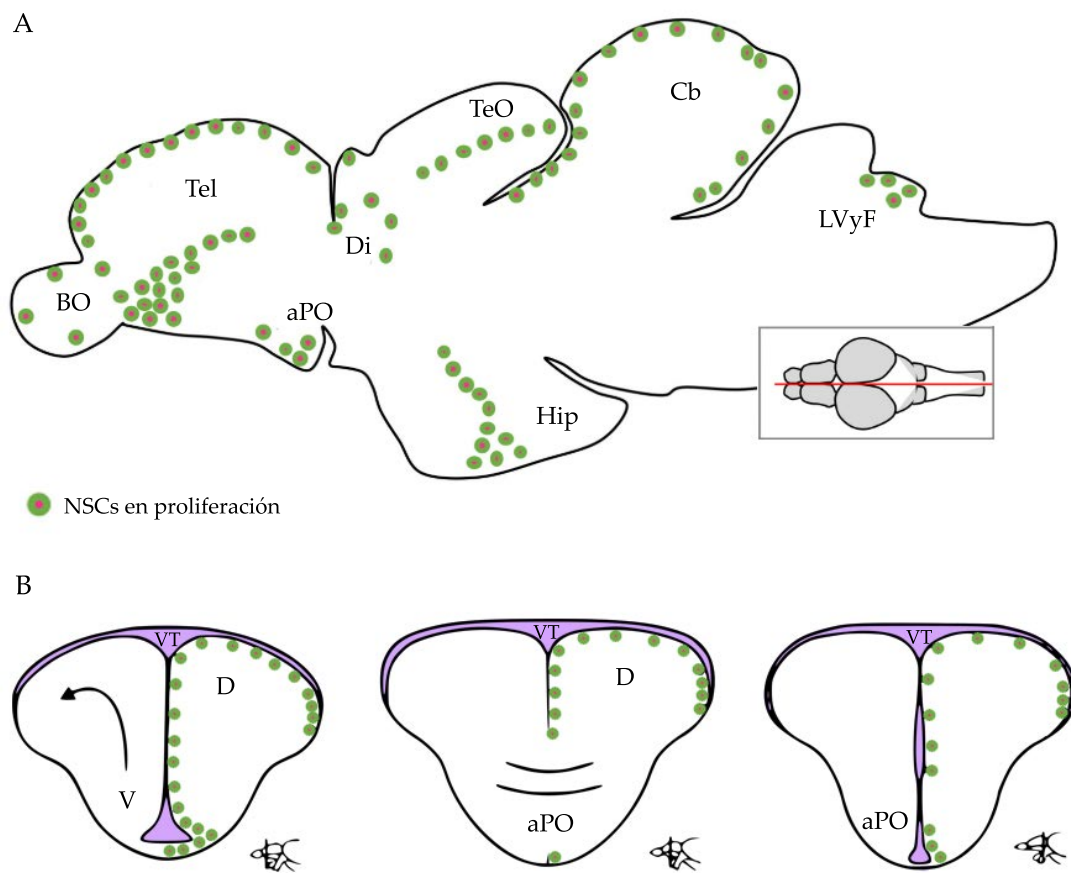 A
TeO
Cb
Tel
LVyF
Di
BO
aPO
Hip
NSCs en proliferación
B
VT
VT
VT
D
D
V
aPO
aPO